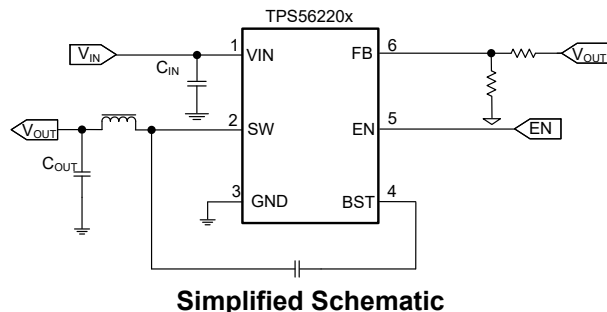 TPS56220x
VIN
CIN
1
VIN
FB
6
VOUT
VOUT
COUT
2
SW
EN
5
EN
3
GND
BST
4
Simplified Schematic